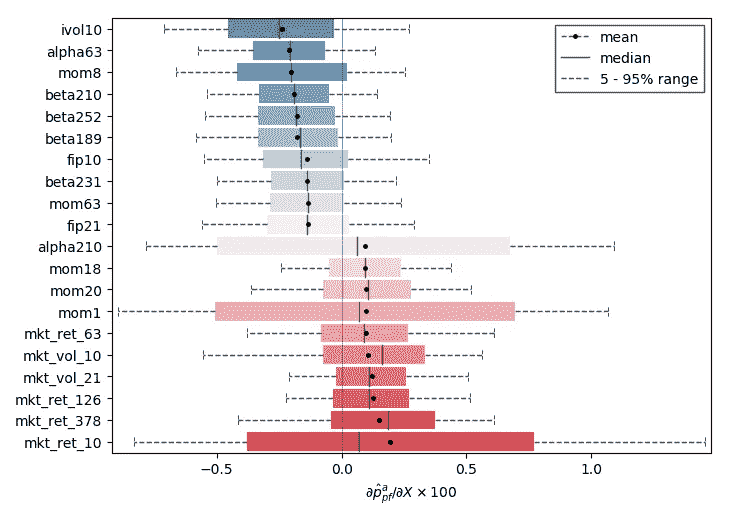 ivol10
alpha63
mom8
beta210
beta252
beta189
fip10
beta231
mom63
fip21
alpha210
mom18
mom20
mom1
mkt_ret_63
mkt_vol_10
mkt_vol_21
mkt_ret_126
mkt_ret_378
mkt_ret_10
mean
median
5 - 95% range
−0.5 0.0 0.5 1.0
∂p̂ᵃ_pf/∂X × 100